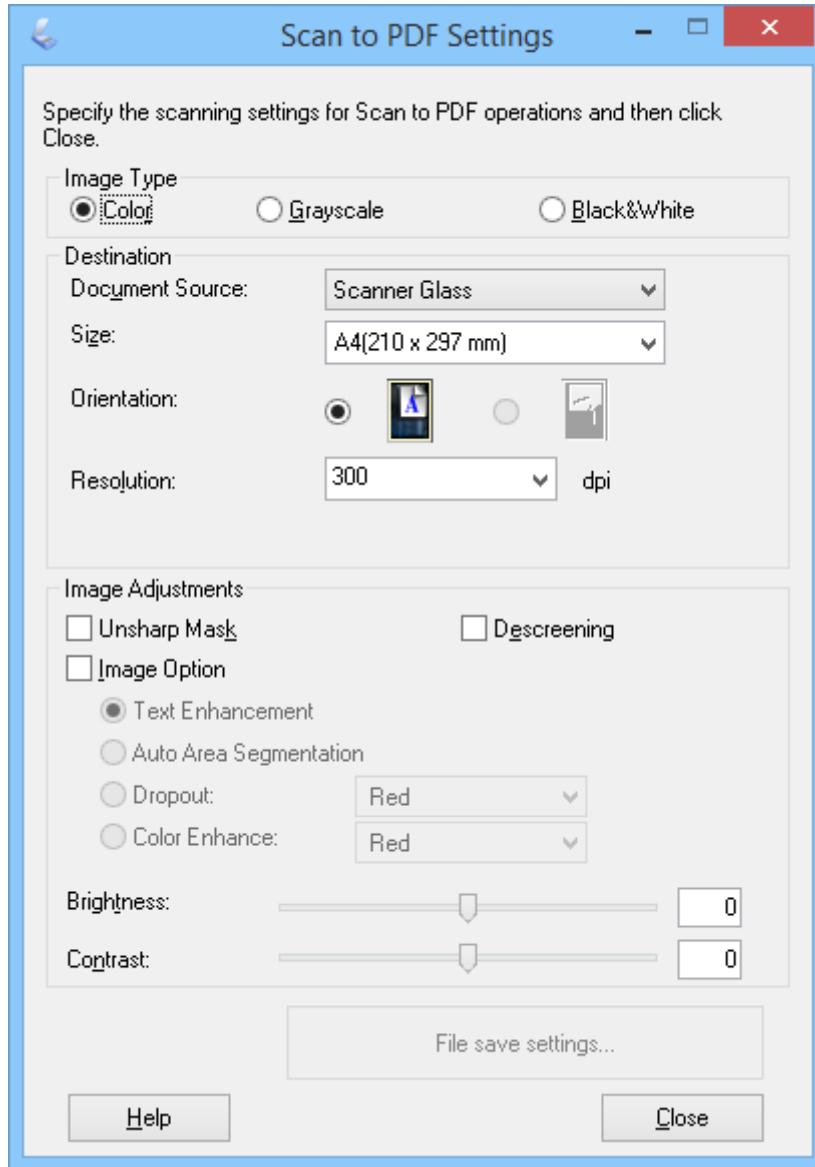 Scan to PDF Settings
Specify the scanning settings for Scan to PDF operations and then click
Close.
Image Type
Color Grayscale Black&White
Destination
Document Source: Scanner Glass
Size: A4(210 x 297 mm)
Orientation: A
Resolution: 300 dpi
Image Adjustments
Unsharp Mask Descreening
Image Option
Text Enhancement
Auto Area Segmentation
Dropout: Red
Color Enhance: Red
Brightness: 0
Contrast: 0
File save settings...
Help Close